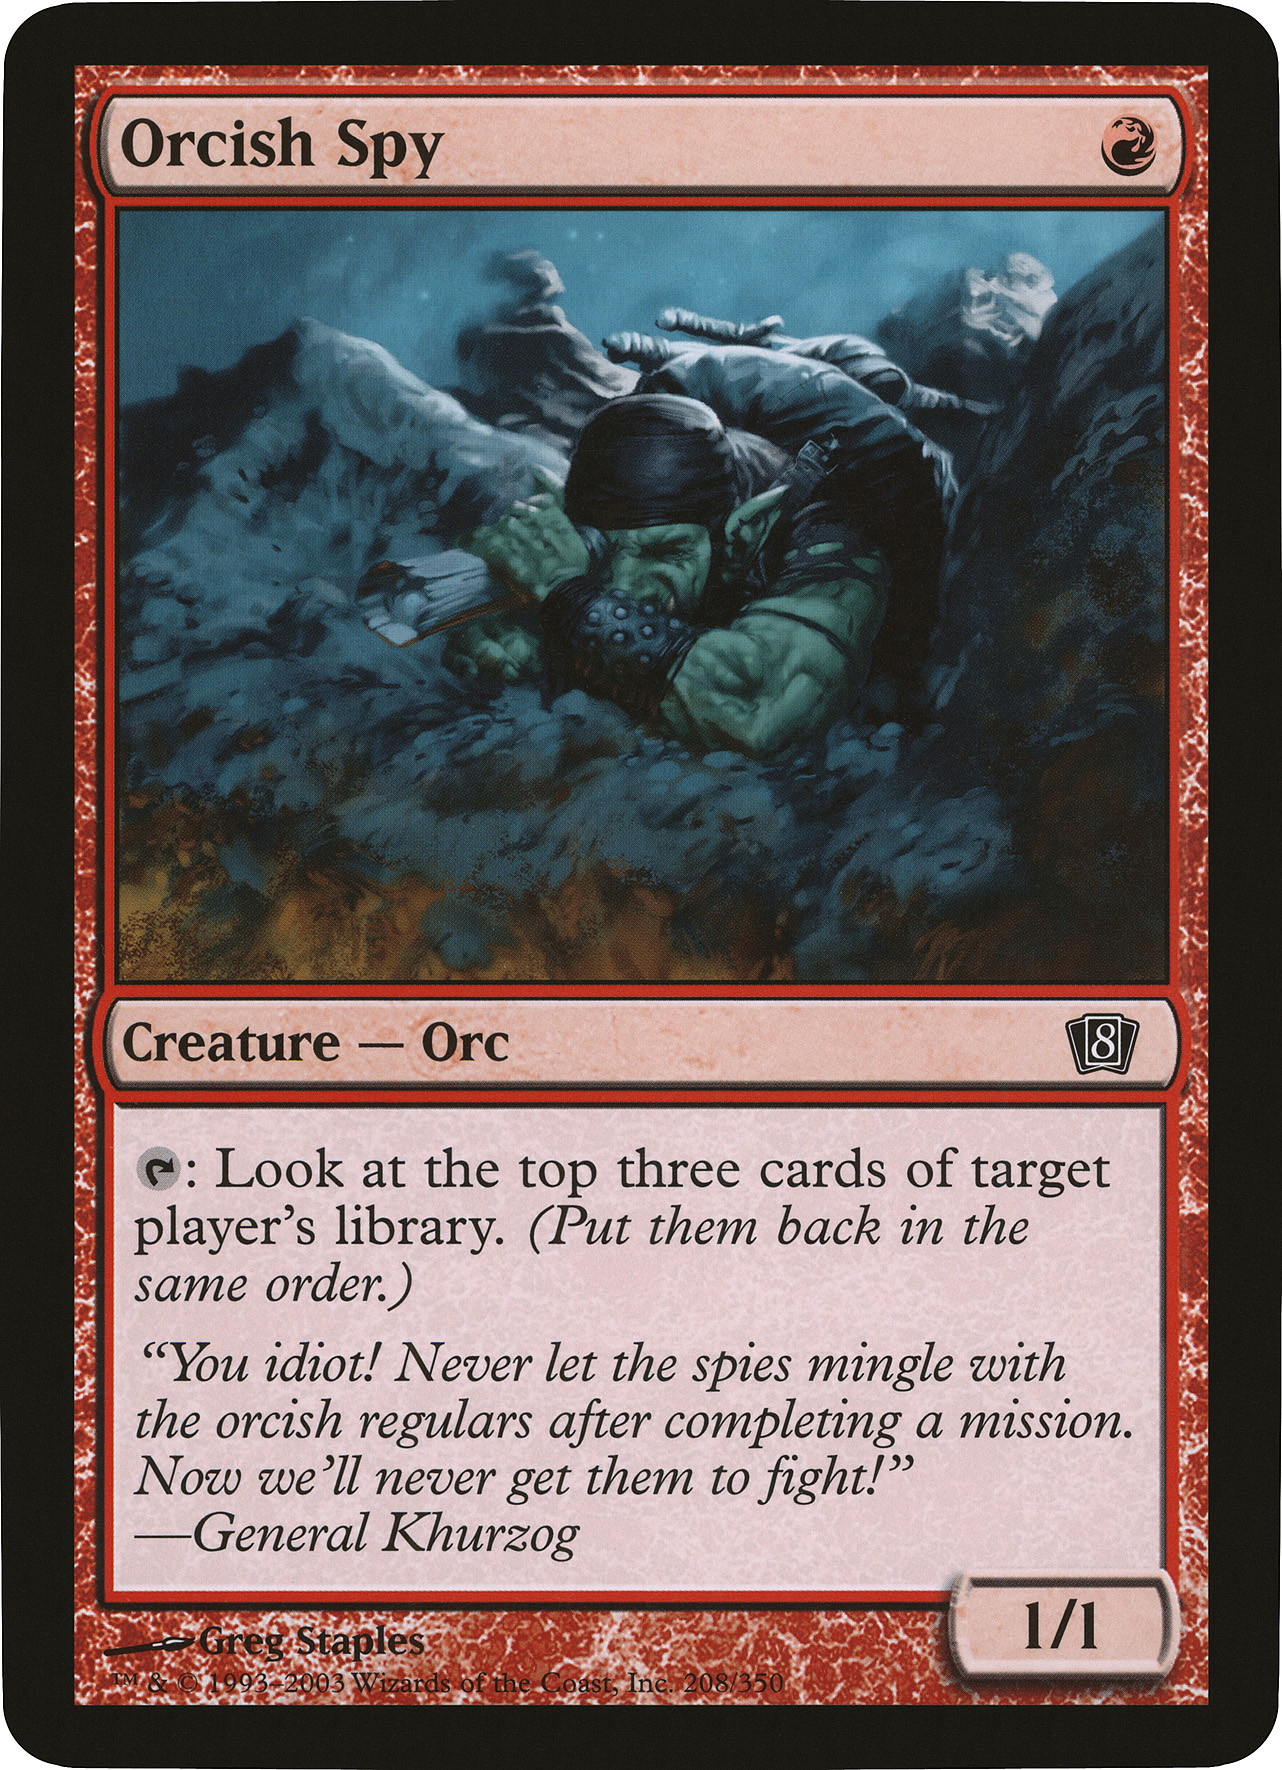 Orcish Spy
Creature — Orc
8
: Look at the top three cards of target
player’s library. (Put them back in the
same order.)
“You idiot! Never let the spies mingle with
the orcish regulars after completing a mission.
Now we’ll never get them to fight!”
—General Khurzog
1/1
Greg Staples
™ & © 1993–2003 Wizards of the Coast, Inc. 208/350